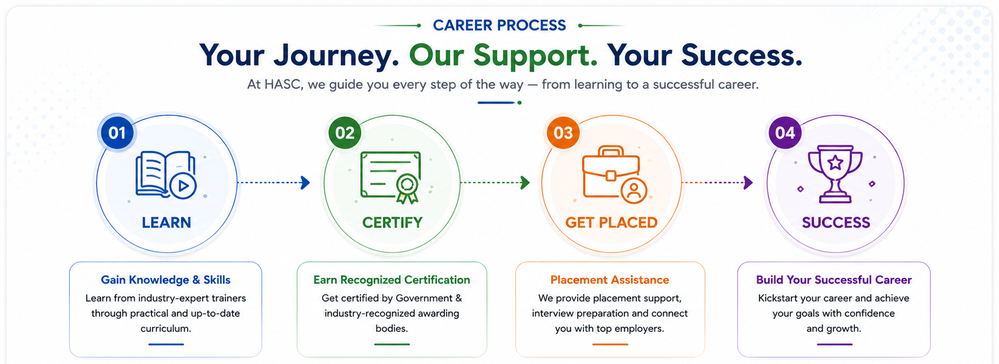 CAREER PROCESS
Your Journey. Our Support. Your Success.
At HASC, we guide you every step of the way — from learning to a successful career.
01
LEARN
Gain Knowledge & Skills
Learn from industry-expert trainers
through practical and up-to-date
curriculum.
02
CERTIFY
Earn Recognized Certification
Get certified by Government &
industry-recognized awarding
bodies.
03
GET PLACED
Placement Assistance
We provide placement support,
interview preparation and connect
you with top employers.
04
SUCCESS
Build Your Successful Career
Kickstart your career and achieve
your goals with confidence
and growth.